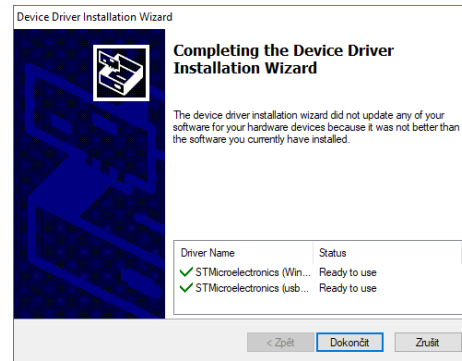 Device Driver Installation Wizard
Completing the Device Driver
Installation Wizard
The device driver installation wizard did not update any of your
software for your hardware devices because it was not better than
the software you currently have installed.
Driver Name Status
STMicroelectronics (Win... Ready to use
STMicroelectronics (usb... Ready to use
< Zpět Dokončit Zrušit